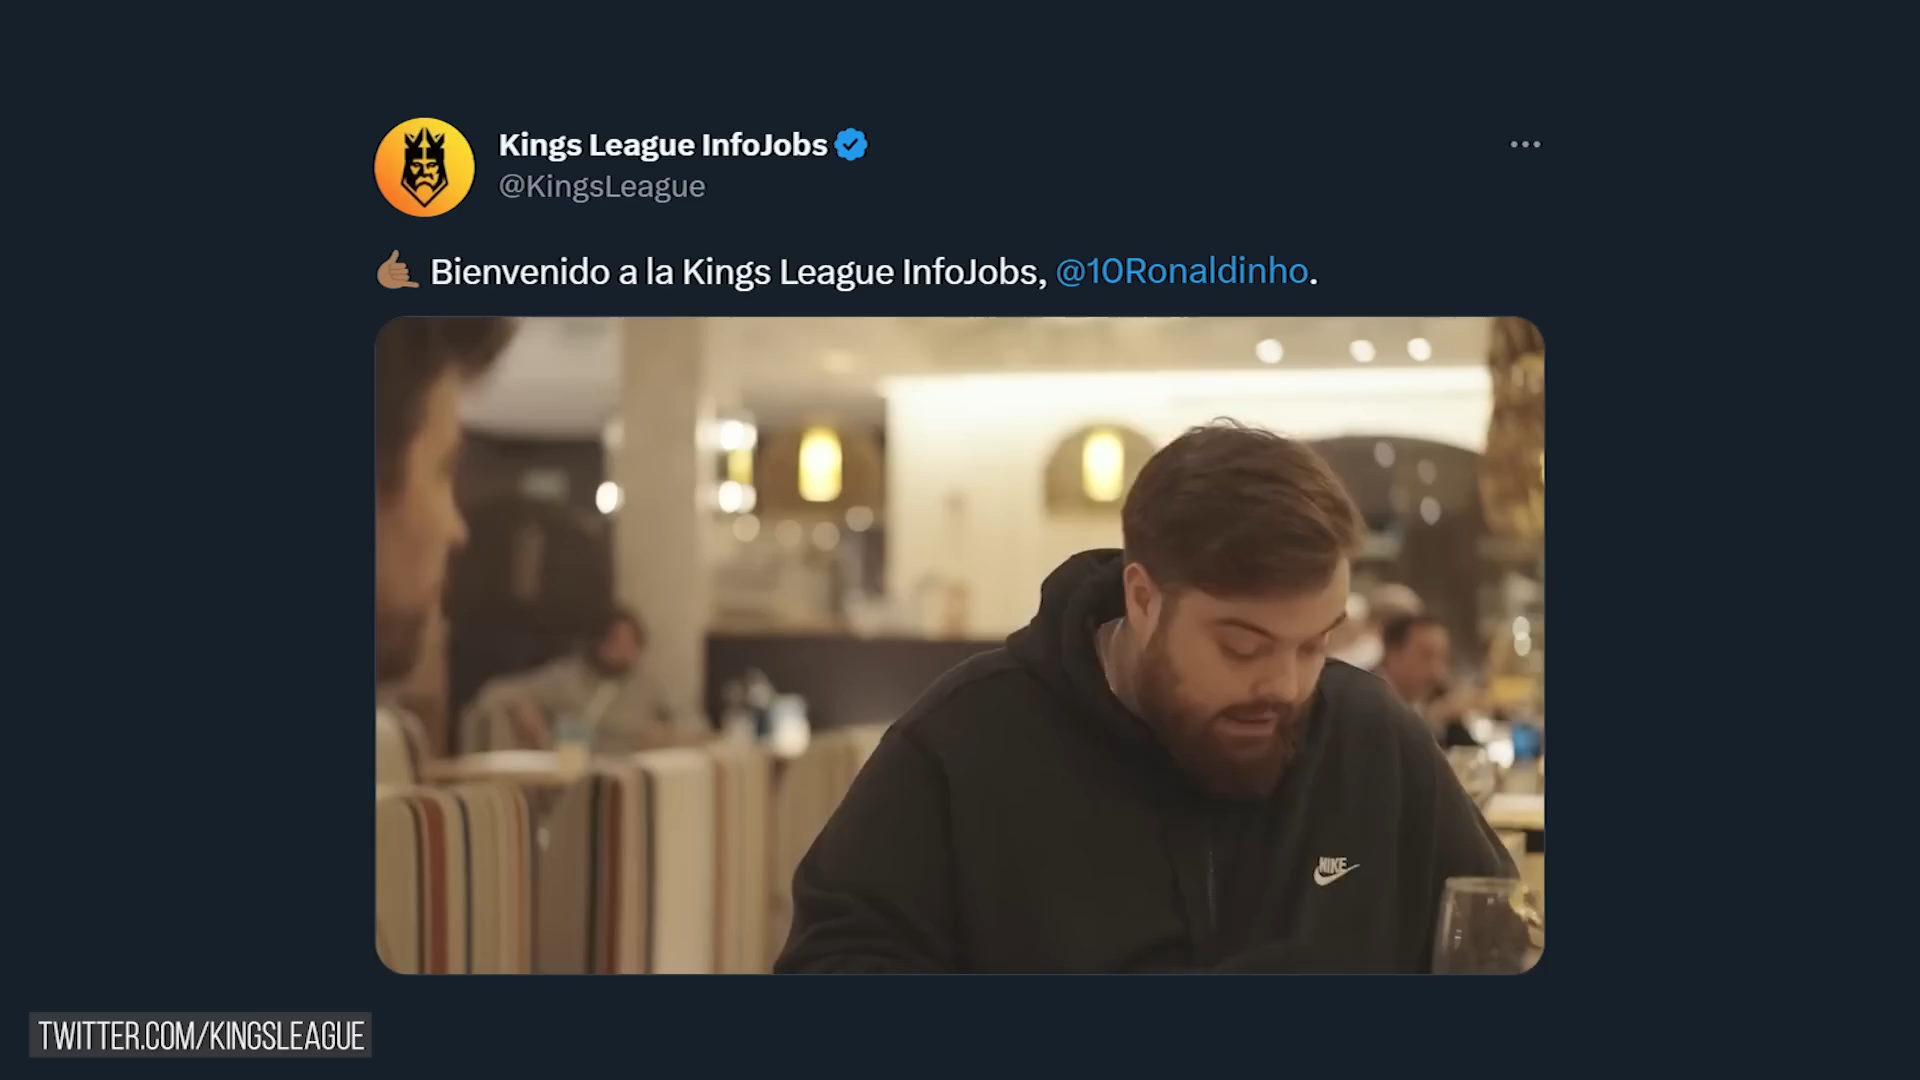 Kings League InfoJobs
@KingsLeague
🤙🏽 Bienvenido a la Kings League InfoJobs, @10Ronaldinho.
NIKE
TWITTER.COM/KINGSLEAGUE